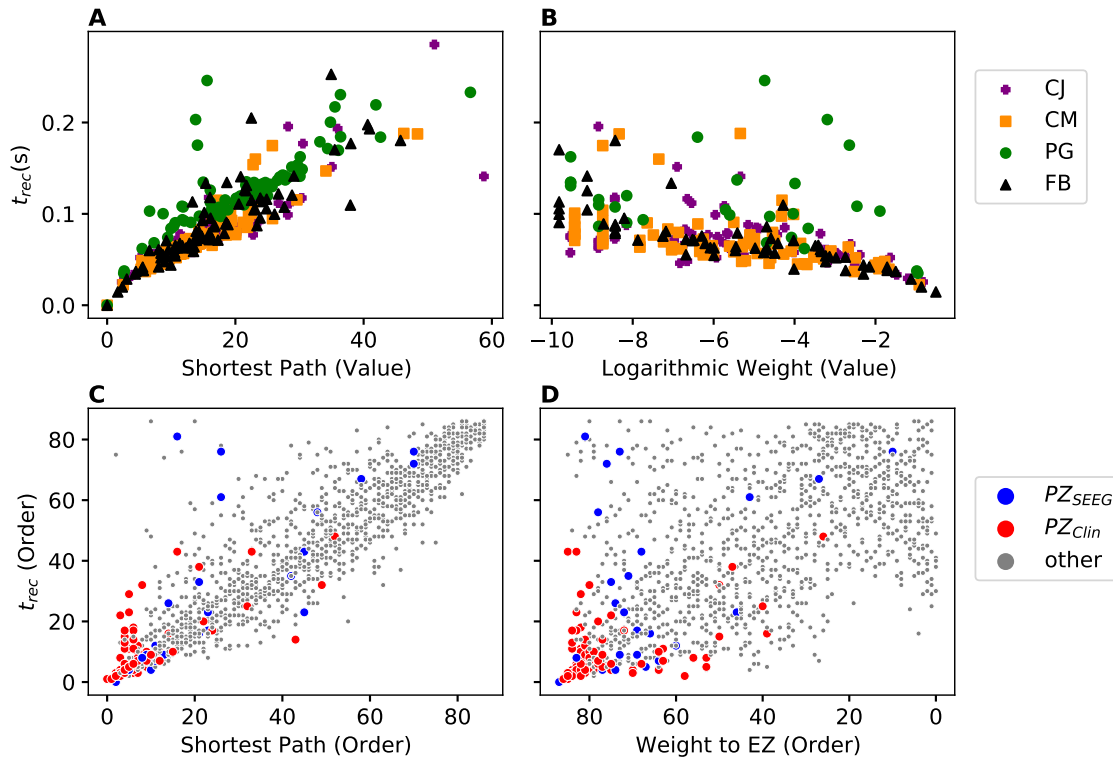 A
B
0.2
0.1
0.0
t_rec(s)
0
20
40
60
Shortest Path (Value)
−10
−8
−6
−4
−2
Logarithmic Weight (Value)
CJ
CM
PG
FB
C
D
80
60
40
20
0
t_rec (Order)
0
20
40
60
80
Shortest Path (Order)
80
60
40
20
0
Weight to EZ (Order)
PZ_SEEG
PZ_Clin
other